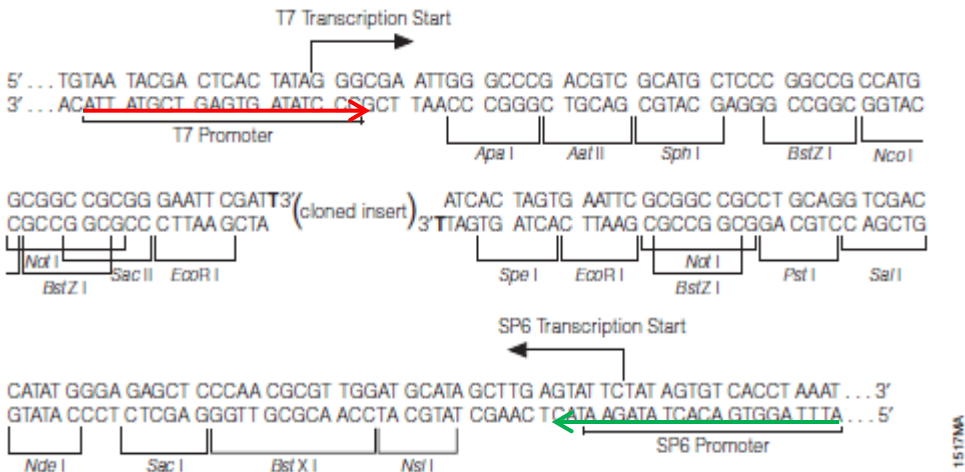 T7 Transcription Start
5′ . . . TGTAA TACGA CTCAC TATAG GGCGA ATTGG GCCCG ACGTC GCATG CTCCC GGCCG CCATG
3′ . . . ACATT ATGCT GAGTG ATATC CCGCT TAACC CGGGC TGCAG CGTAC GAGGG CCGGC GGTAC
T7 Promoter
Apa I Aat II Sph I BstZ I Nco I
GCGGC CGCGG GAATT CGATT3′ (cloned insert) ATCAC TAGTG AATTC GCGGC CGCCT GCAGG TCGAC
CGCCG GCGCC CTTAA GCTA 3′TTAGTG ATCAC TTAAG CGCCG GCGGA CGTCC AGCTG
Not I Sac II EcoR I Spe I EcoR I Not I Pst I Sal I
BstZ I BstZ I
SP6 Transcription Start
CATAT GGGA GAGCT CCCAA CGCGT TGGAT GCATA GCTTG AGTAT TCTAT AGTGT CACCT AAAT . . . 3′
GTATA CCCT CTCGA GGGTT GCGCA ACCTA CGTAT CGAAC TCATA AGATA TCACA GTGGA TTTA . . . 5′
SP6 Promoter
Nde I Sac I BstX I Nsi I
1517MA